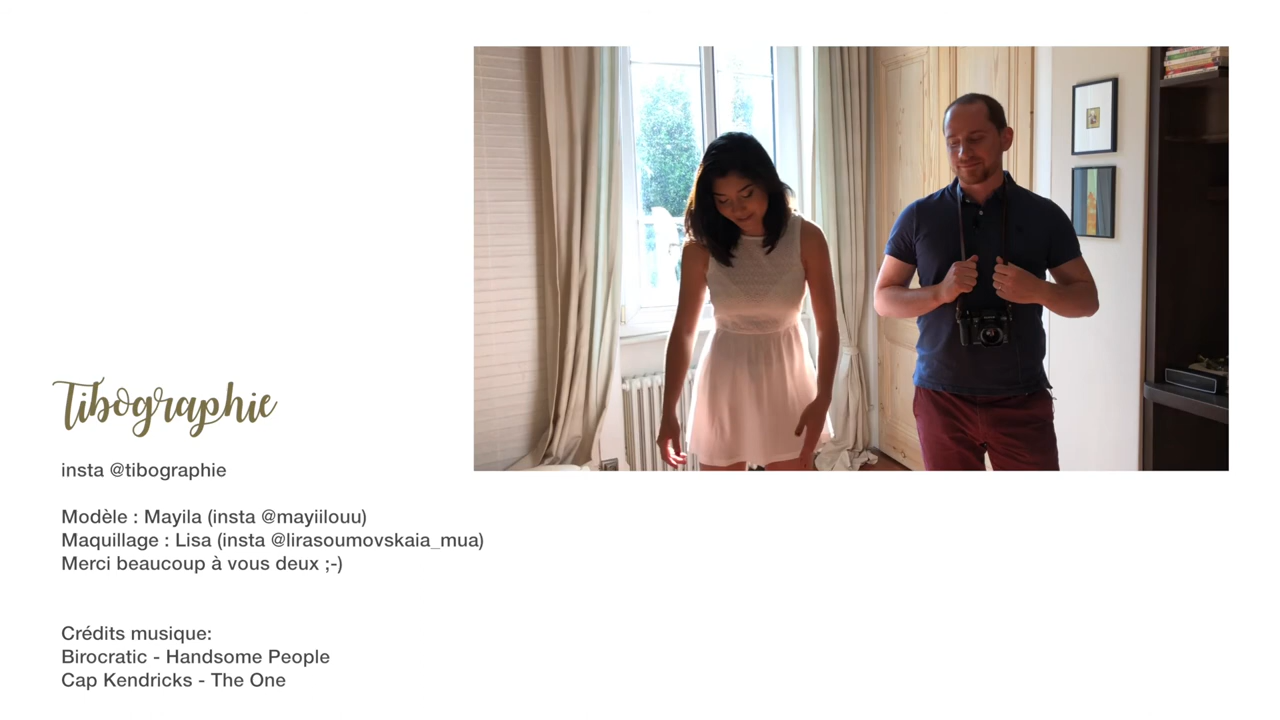 Tibographie
insta @tibographie
Modèle : Mayila (insta @mayiilouu)
Maquillage : Lisa (insta @lirasoumovskaia_mua)
Merci beaucoup à vous deux ;-)
Crédits musique:
Birocratic - Handsome People
Cap Kendricks - The One